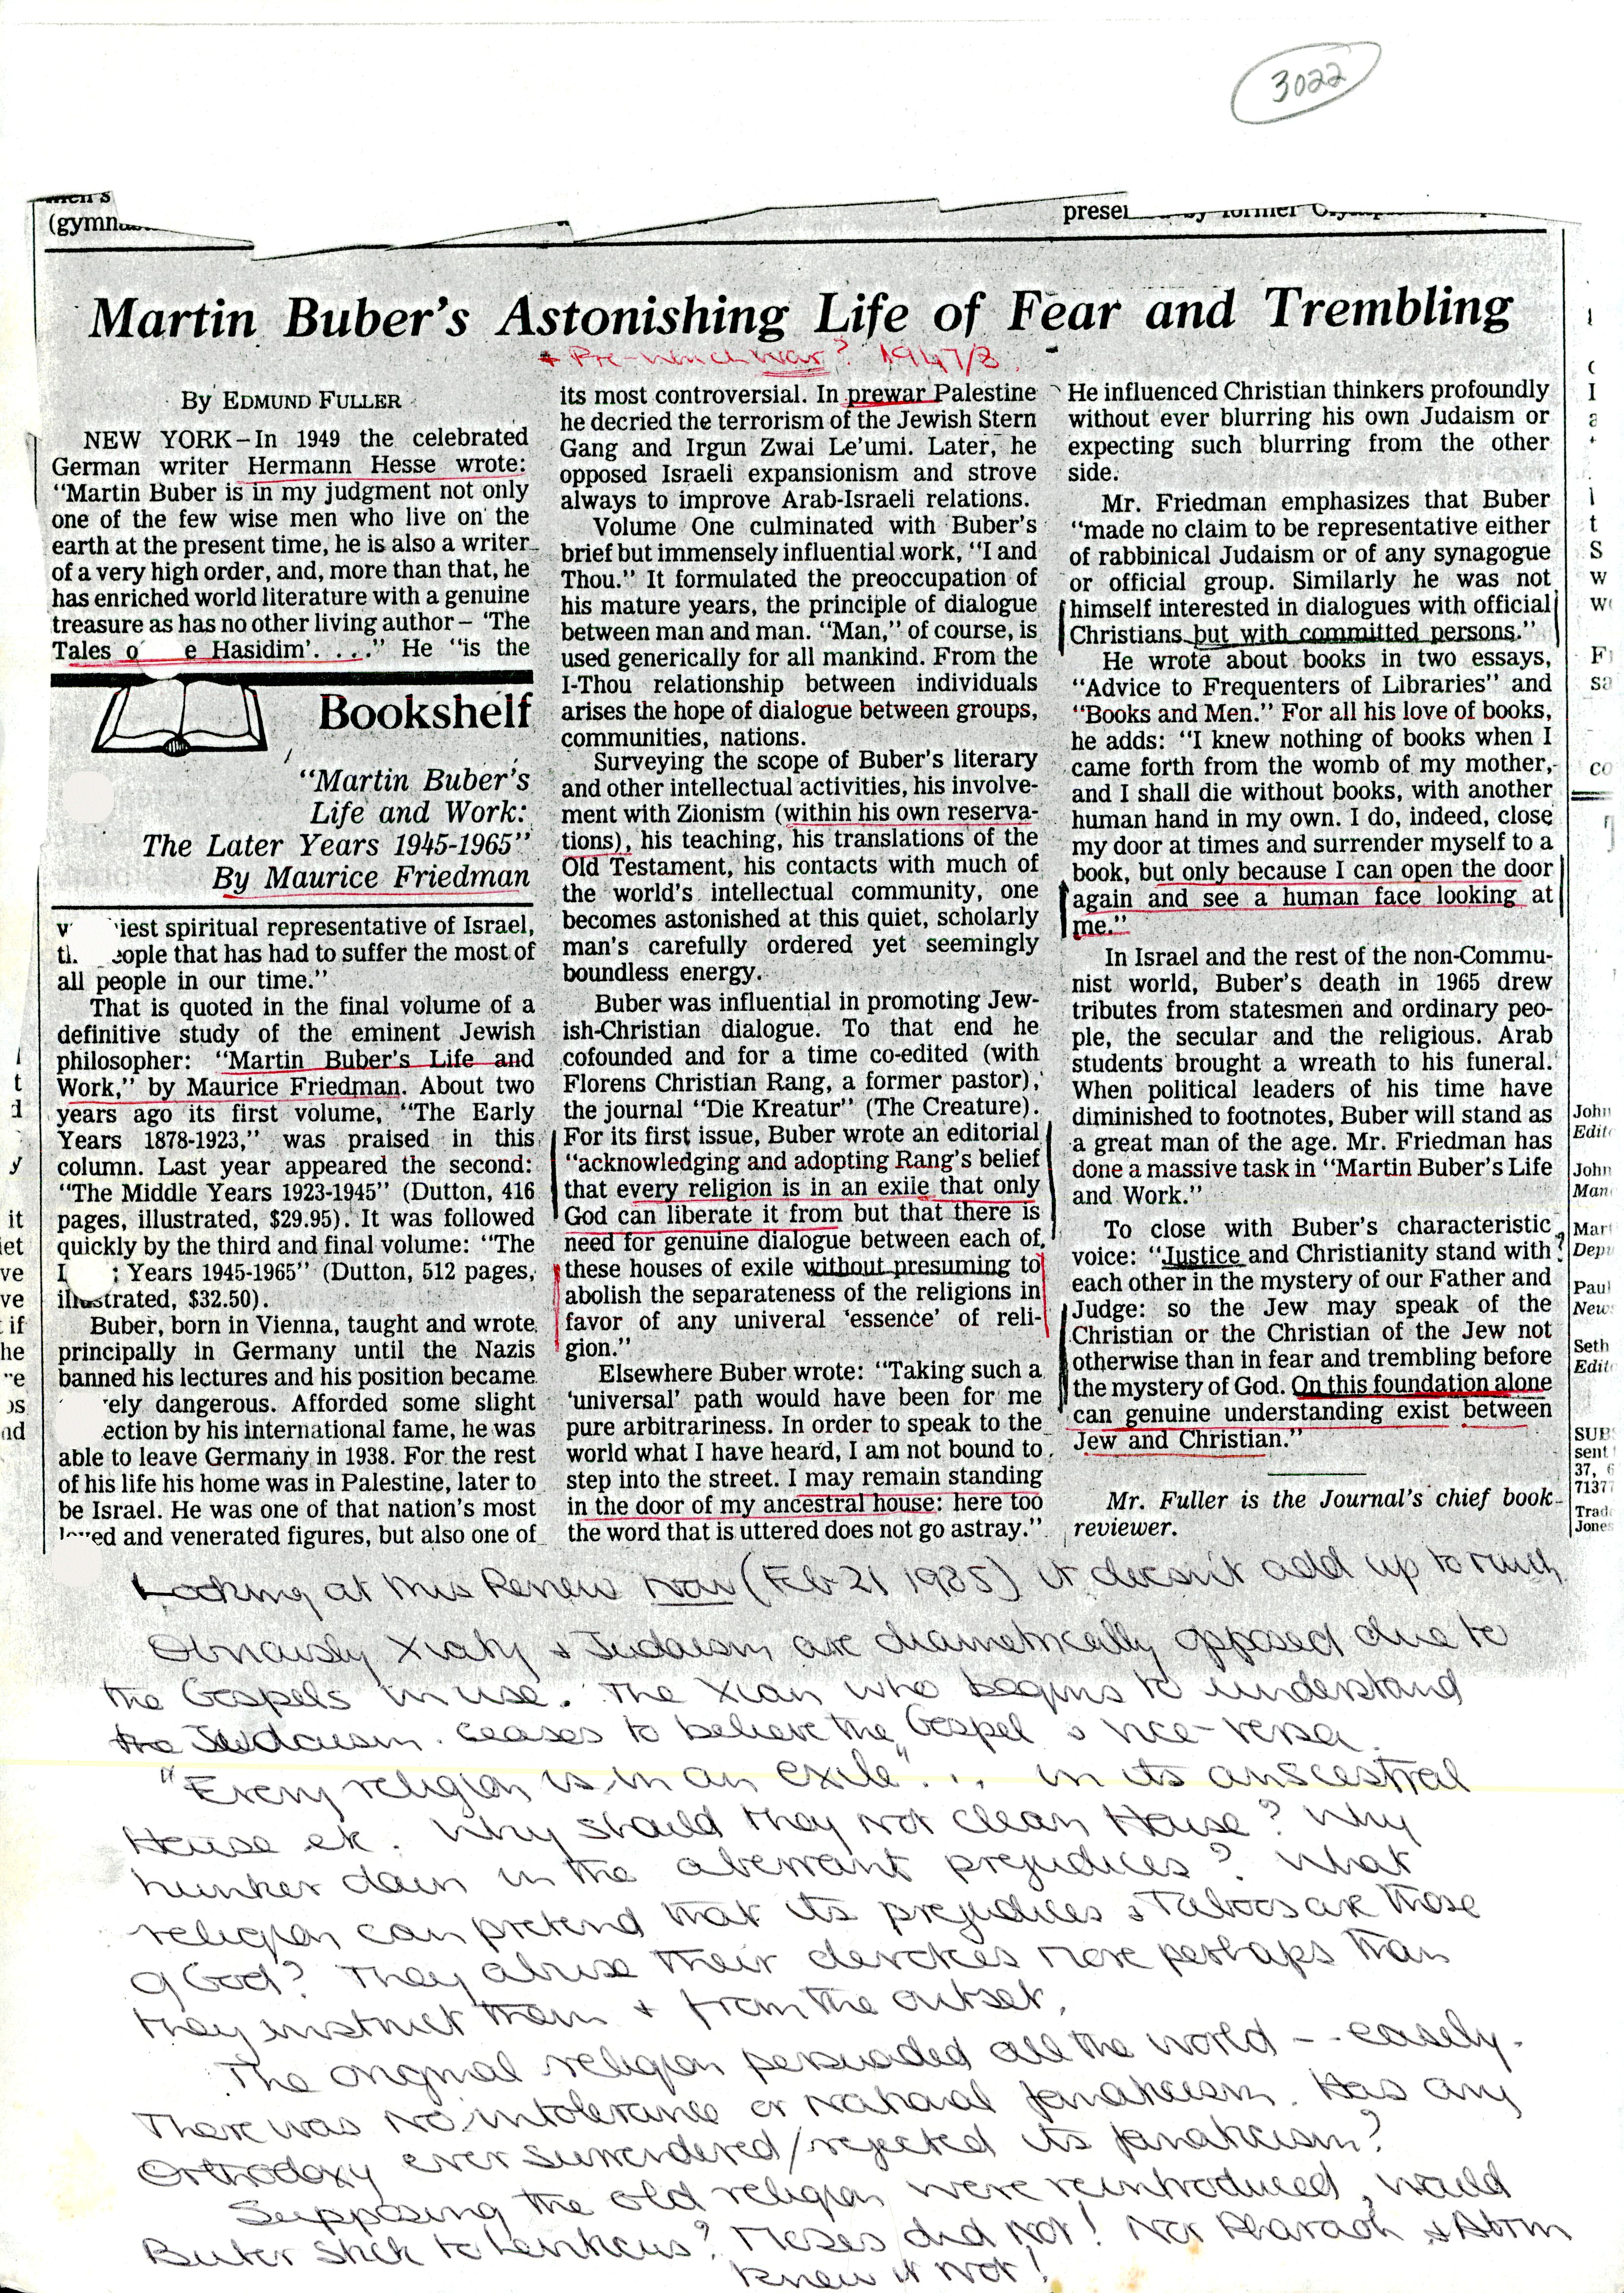 3022
(gymn
Martin Buber's Astonishing Life of Fear and Trembling
* Pre-which war? 1947/8.
By EDMUND FULLER
NEW YORK–In 1949 the celebrated
German writer Hermann Hesse wrote:
"Martin Buber is in my judgment not only
one of the few wise men who live on the
earth at the present time, he is also a writer
of a very high order, and, more than that, he
has enriched world literature with a genuine
treasure as has no other living author – 'The
Tales o e Hasidim'. . . ." He "is the
Bookshelf
"Martin Buber's
Life and Work:
The Later Years 1945-1965"
By Maurice Friedman
iest spiritual representative of Israel,
eople that has had to suffer the most of
all people in our time."
That is quoted in the final volume of a
definitive study of the eminent Jewish
philosopher: "Martin Buber's Life and
Work," by Maurice Friedman. About two
years ago its first volume, "The Early
Years 1878-1923," was praised in this
column. Last year appeared the second:
"The Middle Years 1923-1945" (Dutton, 416
pages, illustrated, $29.95). It was followed
quickly by the third and final volume: "The
Years 1945-1965" (Dutton, 512 pages,
illustrated, $32.50).
Buber, born in Vienna, taught and wrote
principally in Germany until the Nazis
banned his lectures and his position became
rely dangerous. Afforded some slight
ection by his international fame, he was
able to leave Germany in 1938. For the rest
of his life his home was in Palestine, later to
be Israel. He was one of that nation's most
ed and venerated figures, but also one of
its most controversial. In prewar Palestine
he decried the terrorism of the Jewish Stern
Gang and Irgun Zwai Le'umi. Later, he
opposed Israeli expansionism and strove
always to improve Arab-Israeli relations.
Volume One culminated with Buber's
brief but immensely influential work, "I and
Thou." It formulated the preoccupation of
his mature years, the principle of dialogue
between man and man. "Man," of course, is
used generically for all mankind. From the
I-Thou relationship between individuals
arises the hope of dialogue between groups,
communities, nations.
Surveying the scope of Buber's literary
and other intellectual activities, his involve-
ment with Zionism (within his own reserva-
tions), his teaching, his translations of the
Old Testament, his contacts with much of
the world's intellectual community, one
becomes astonished at this quiet, scholarly
man's carefully ordered yet seemingly
boundless energy.
Buber was influential in promoting Jew-
ish-Christian dialogue. To that end he
cofounded and for a time co-edited (with
Florens Christian Rang, a former pastor),
the journal "Die Kreatur" (The Creature).
For its first issue, Buber wrote an editorial
"acknowledging and adopting Rang's belief
that every religion is in an exile that only
God can liberate it from but that there is
need for genuine dialogue between each of
these houses of exile without presuming to
abolish the separateness of the religions in
favor of any univeral 'essence' of reli-
gion."
Elsewhere Buber wrote: "Taking such a
'universal' path would have been for me
pure arbitrariness. In order to speak to the
world what I have heard, I am not bound to
step into the street. I may remain standing
in the door of my ancestral house: here too
the word that is uttered does not go astray."
He influenced Christian thinkers profoundly
without ever blurring his own Judaism or
expecting such blurring from the other
side.
Mr. Friedman emphasizes that Buber
"made no claim to be representative either
of rabbinical Judaism or of any synagogue
or official group. Similarly he was not
himself interested in dialogues with official
Christians but with committed persons."
He wrote about books in two essays,
"Advice to Frequenters of Libraries" and
"Books and Men." For all his love of books,
he adds: "I knew nothing of books when I
came forth from the womb of my mother,
and I shall die without books, with another
human hand in my own. I do, indeed, close
my door at times and surrender myself to a
book, but only because I can open the door
again and see a human face looking at
me."
In Israel and the rest of the non-Commu-
nist world, Buber's death in 1965 drew
tributes from statesmen and ordinary peo-
ple, the secular and the religious. Arab
students brought a wreath to his funeral.
When political leaders of his time have
diminished to footnotes, Buber will stand as
a great man of the age. Mr. Friedman has
done a massive task in "Martin Buber's Life
and Work."
To close with Buber's characteristic
voice: "Justice and Christianity stand with ?
each other in the mystery of our Father and
Judge: so the Jew may speak of the
Christian or the Christian of the Jew not
otherwise than in fear and trembling before
the mystery of God. On this foundation alone
can genuine understanding exist between
Jew and Christian."
Mr. Fuller is the Journal's chief book
reviewer.
Looking at this Review now (Feb 21 1985) it doesn't add up to much.
Obviously Xianty & Judaism are diametrically opposed due to
the Gospels in use. The Xian who begins to understand
the Judaism ceases to believe the Gospel & vice-versa.
"Every religion is in an exile" ... in its anscestral
House etc. Why should they not clean House? Why
hunker down in the aberrant prejudices? What
religion can pretend that its prejudices & Taboos are those
of God? They abuse their devotees more perhaps than
they instruct them & from the outset.
The original religion persuaded all the world -- easely.
There was no intolerance or national fanaticism. Has any
Orthodoxy ever surrendered/rejected its fanaticism?
Supposing the old religion were reintroduced, would
Buber stick to Leviticus? Moses did not! Nor Pharaoh & Abrm
knew it not!